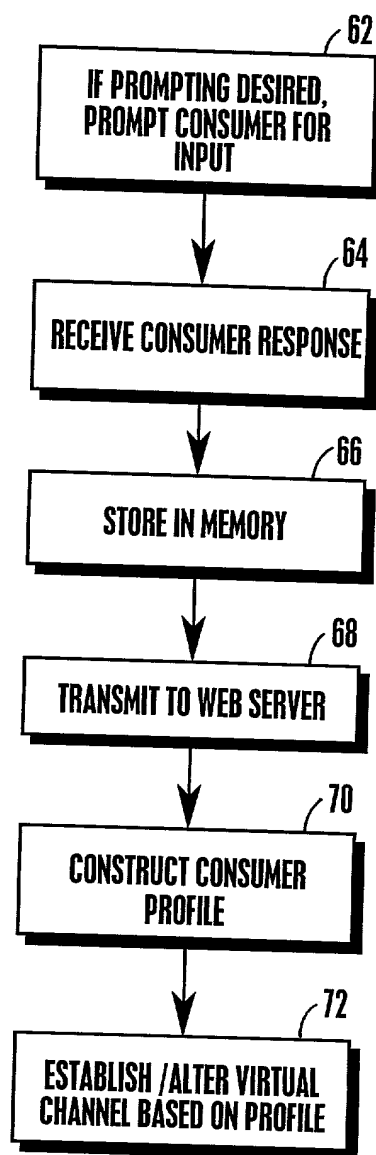 62
IF PROMPTING DESIRED,
PROMPT CONSUMER FOR
INPUT
64
RECEIVE CONSUMER RESPONSE
66
STORE IN MEMORY
68
TRANSMIT TO WEB SERVER
70
CONSTRUCT CONSUMER
PROFILE
72
ESTABLISH /ALTER VIRTUAL
CHANNEL BASED ON PROFILE